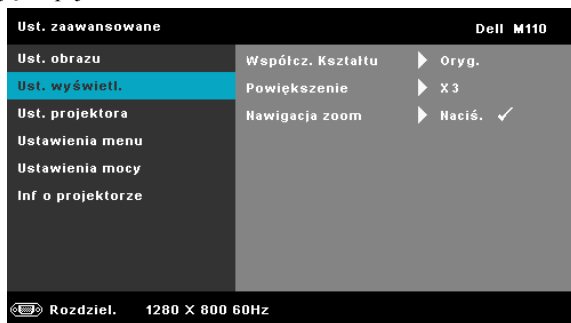 Ust. zaawansowane Dell M110
Ust. obrazu Współcz. Kształtu Oryg.
Ust. wyświetl. Powiększenie X3
Ust. projektora Nawigacja zoom Naciś. ✓
Ustawienia menu
Ustawienia mocy
Inf o projektorze
Rozdziel. 1280 X 800 60Hz